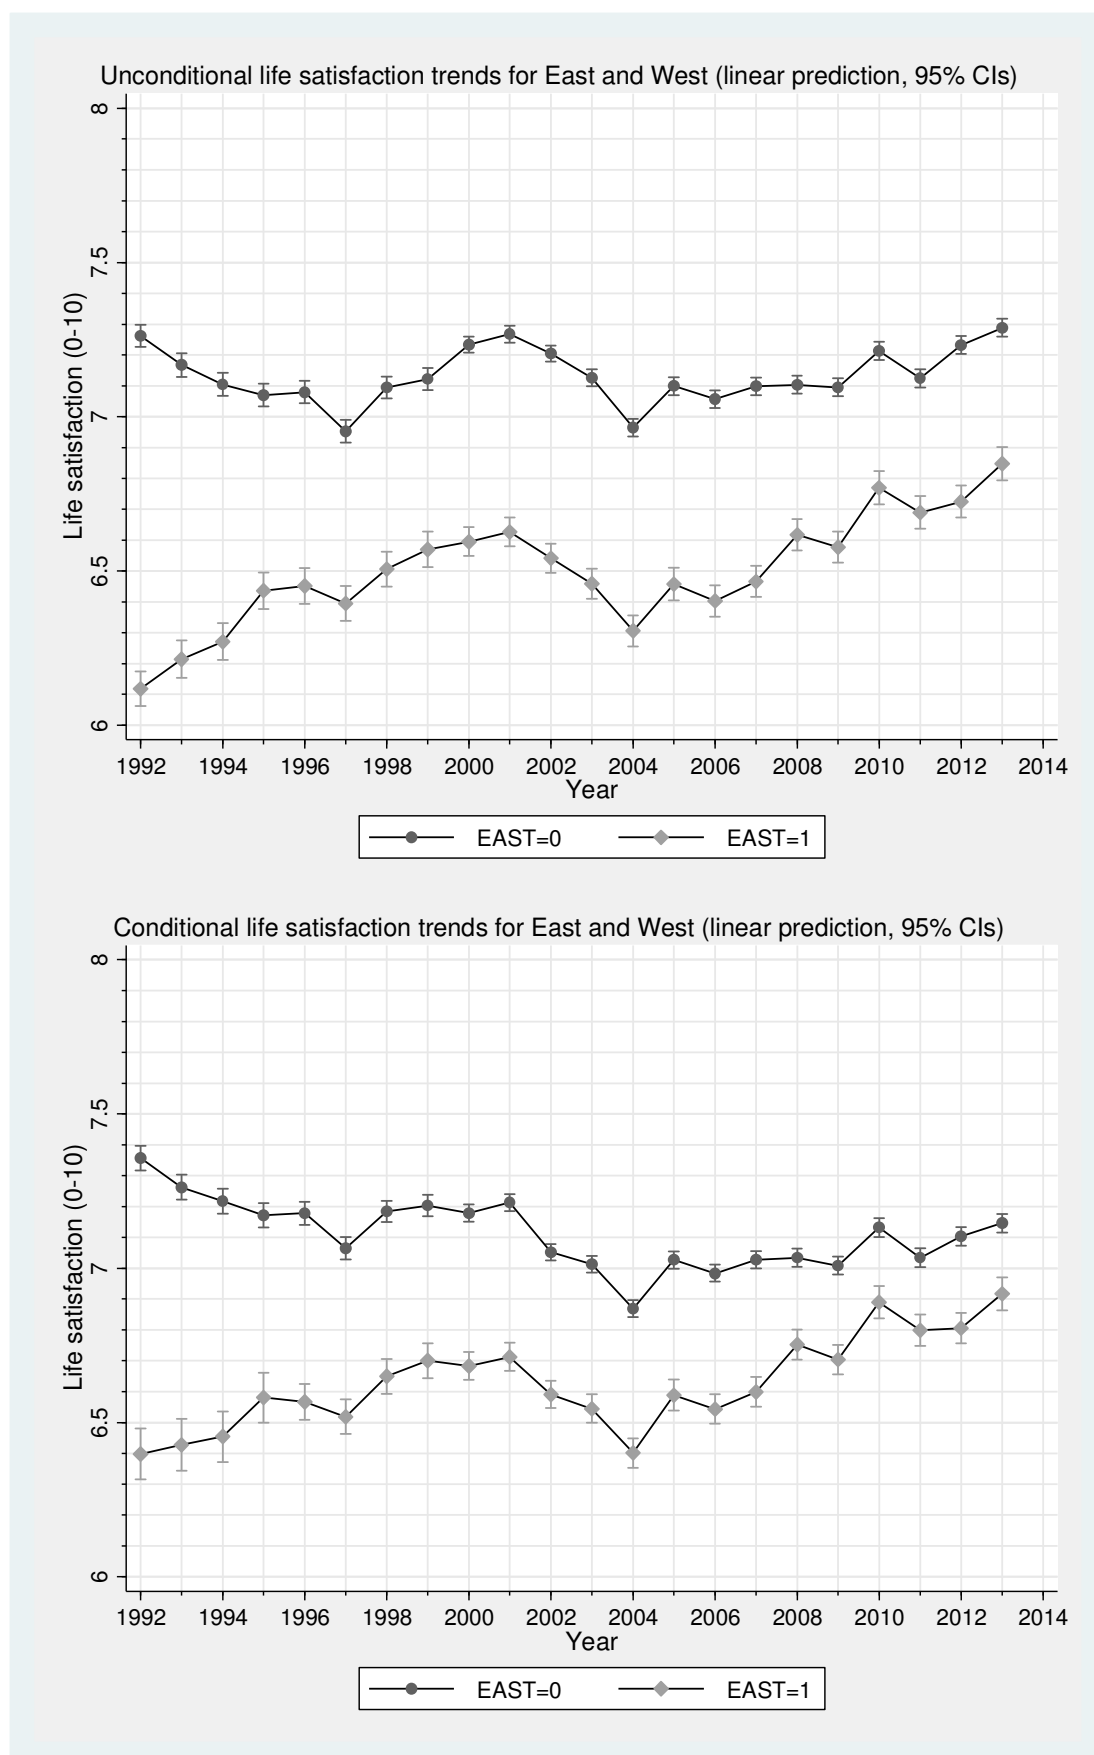 Unconditional life satisfaction trends for East and West (linear prediction, 95% CIs)
Life satisfaction (0-10)
8
7.5
7
6.5
6
1992 1994 1996 1998 2000 2002 2004 2006 2008 2010 2012 2014
Year
EAST=0 EAST=1
Conditional life satisfaction trends for East and West (linear prediction, 95% CIs)
Life satisfaction (0-10)
8
7.5
7
6.5
6
1992 1994 1996 1998 2000 2002 2004 2006 2008 2010 2012 2014
Year
EAST=0 EAST=1